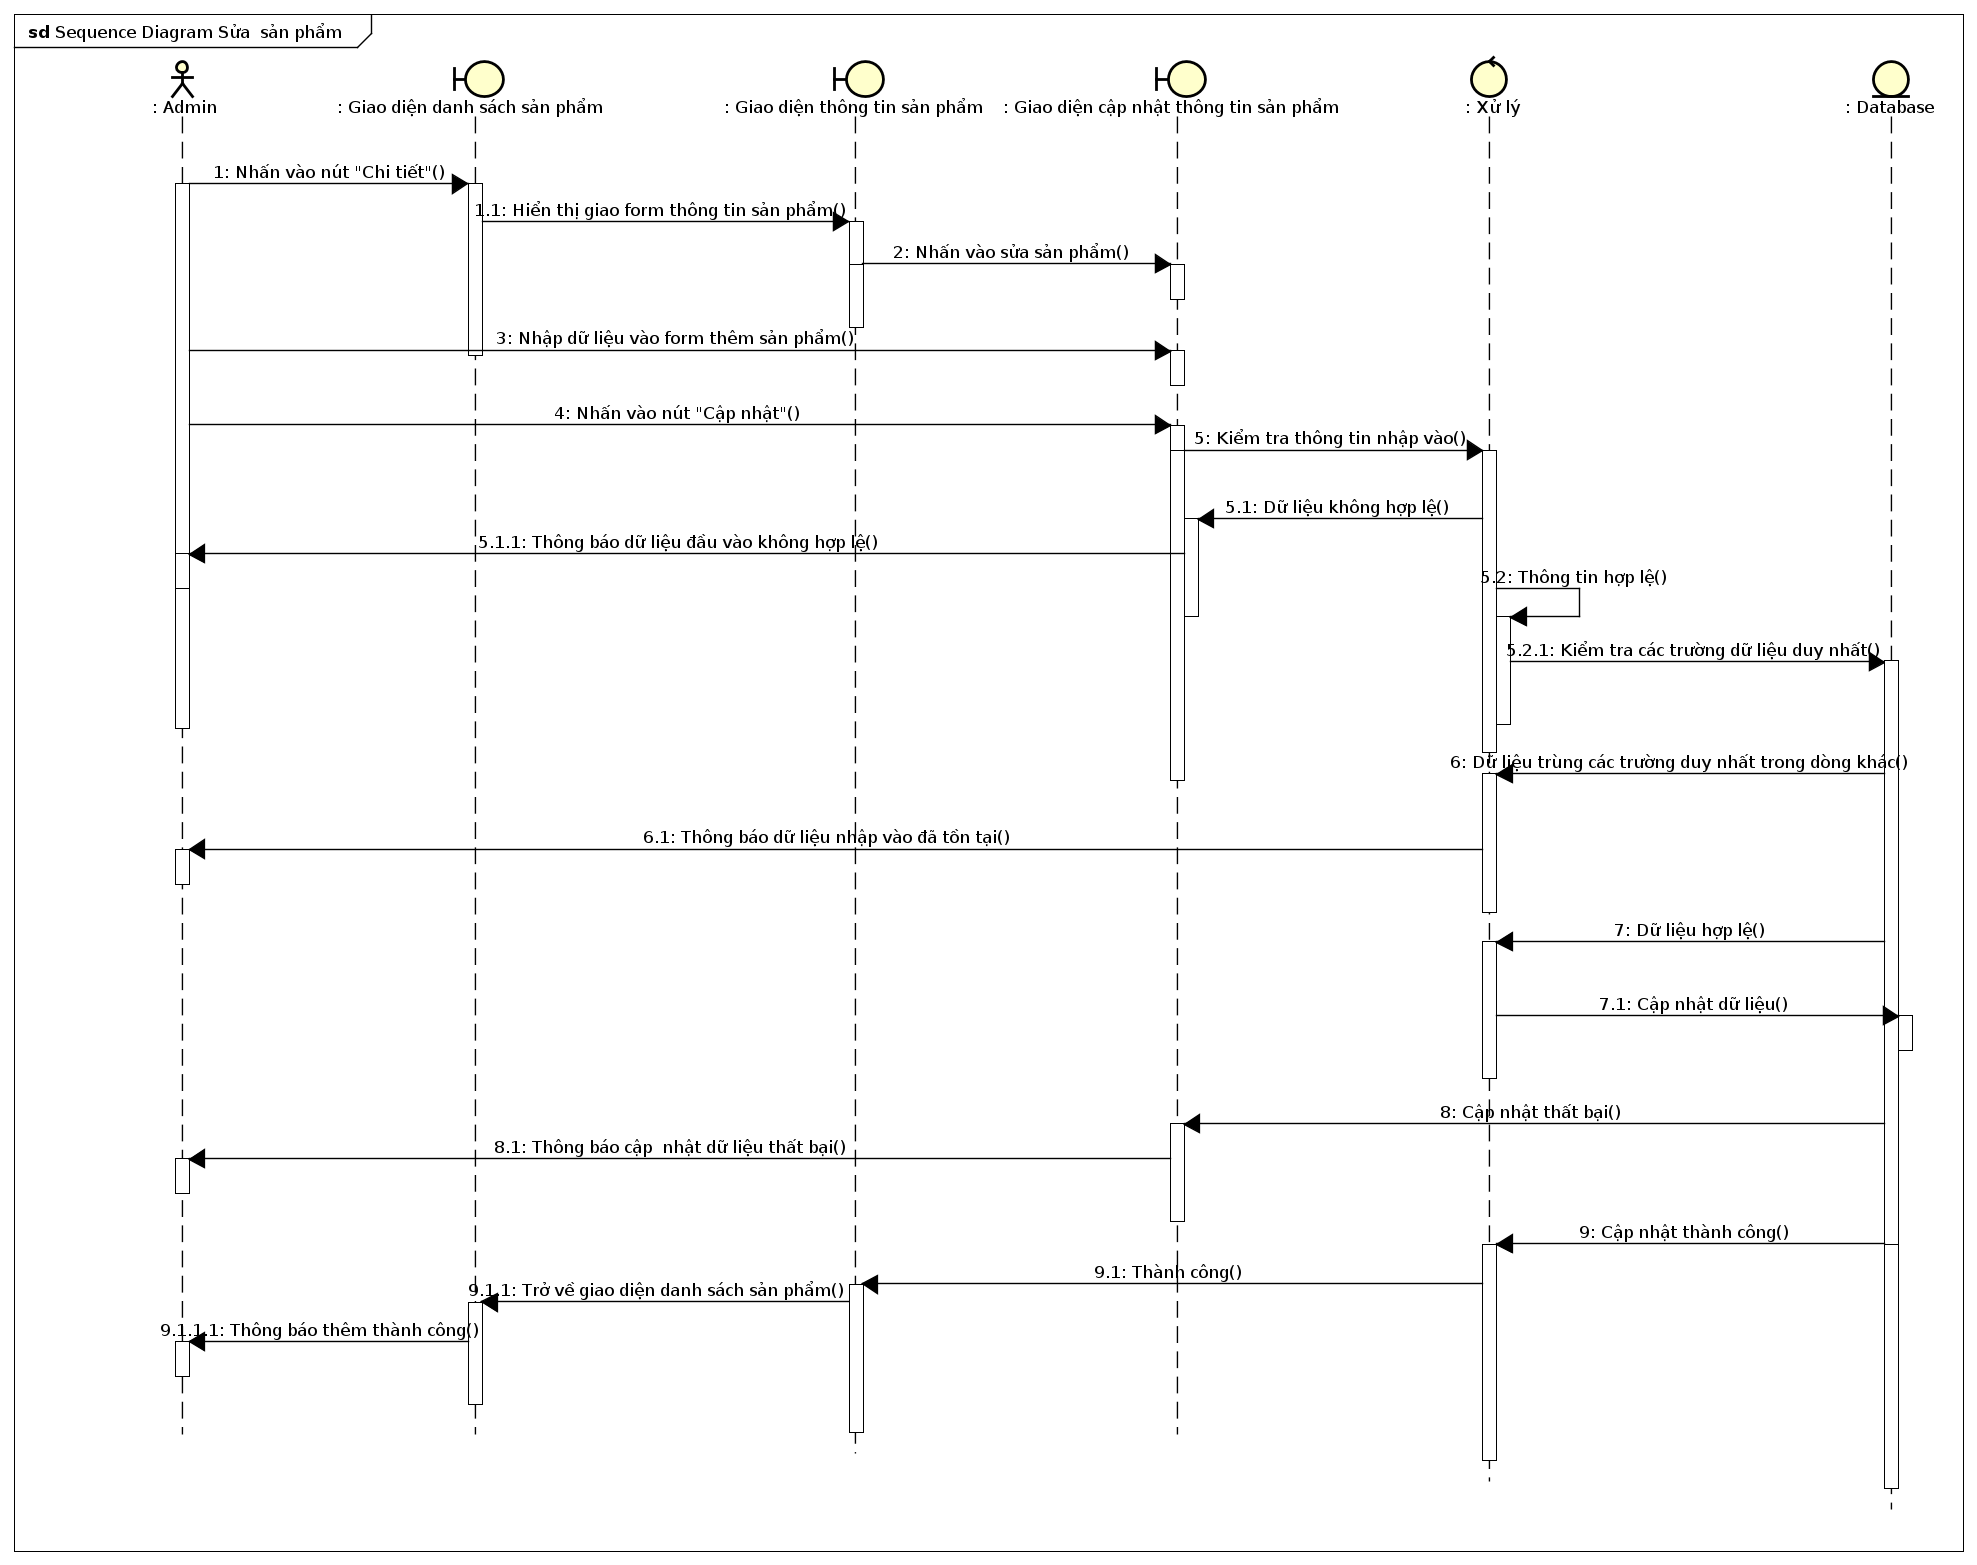 sd Sequence Diagram Sửa  sản phẩm
: Admin
: Giao diện danh sách sản phẩm
: Giao diện thông tin sản phẩm
: Giao diện cập nhật thông tin sản phẩm
: Xử lý
: Database
1: Nhấn vào nút "Chi tiết"()
1.1: Hiển thị giao form thông tin sản phẩm()
2: Nhấn vào sửa sản phẩm()
3: Nhập dữ liệu vào form thêm sản phẩm()
4: Nhấn vào nút "Cập nhật"()
5: Kiểm tra thông tin nhập vào()
5.1: Dữ liệu không hợp lệ()
5.1.1: Thông báo dữ liệu đầu vào không hợp lệ()
5.2: Thông tin hợp lệ()
5.2.1: Kiểm tra các trường dữ liệu duy nhất()
6: Dữ liệu trùng các trường duy nhất trong dòng khác()
6.1: Thông báo dữ liệu nhập vào đã tồn tại()
7: Dữ liệu hợp lệ()
7.1: Cập nhật dữ liệu()
8: Cập nhật thất bại()
8.1: Thông báo cập  nhật dữ liệu thất bại()
9: Cập nhật thành công()
9.1: Thành công()
9.1.1: Trở về giao diện danh sách sản phẩm()
9.1.1.1: Thông báo thêm thành công()